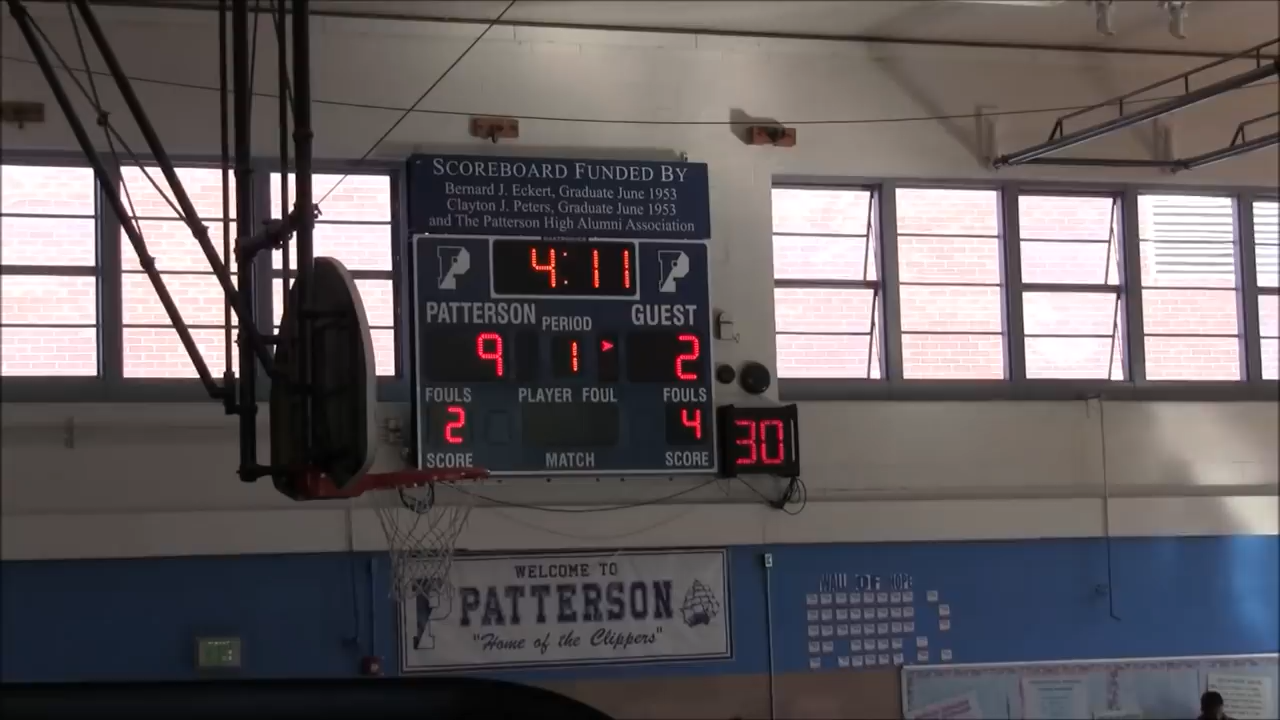 SCOREBOARD FUNDED BY
Bernard J. Eckert, Graduate June 1953
Clayton J. Peters, Graduate June 1953
and The Patterson High Alumni Association
P 4:11 P
PATTERSON PERIOD GUEST
9 1 2
FOULS PLAYER FOUL FOULS
2 4
SCORE MATCH SCORE
30
WELCOME TO
P PATTERSON
"Home of the Clippers"
WALL OF HOPE